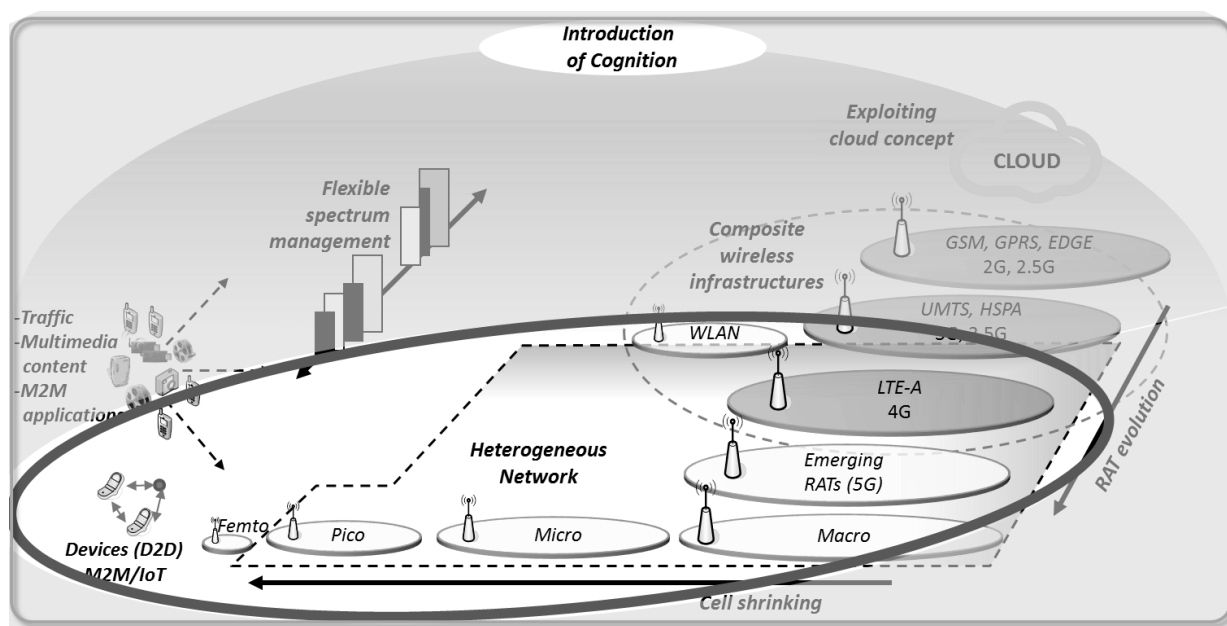 Introduction
of Cognition
Exploiting
cloud concept
CLOUD
Flexible
spectrum
management
Composite
wireless
infrastructures
GSM, GPRS, EDGE
2G, 2.5G
UMTS, HSPA
WLAN
-Traffic
-Multimedia
content
-M2M
applications
LTE-A
4G
RAT evolution
Heterogeneous
Network
Emerging
RATs (5G)
Femto
Pico
Micro
Macro
Devices (D2D)
M2M/IoT
Cell shrinking